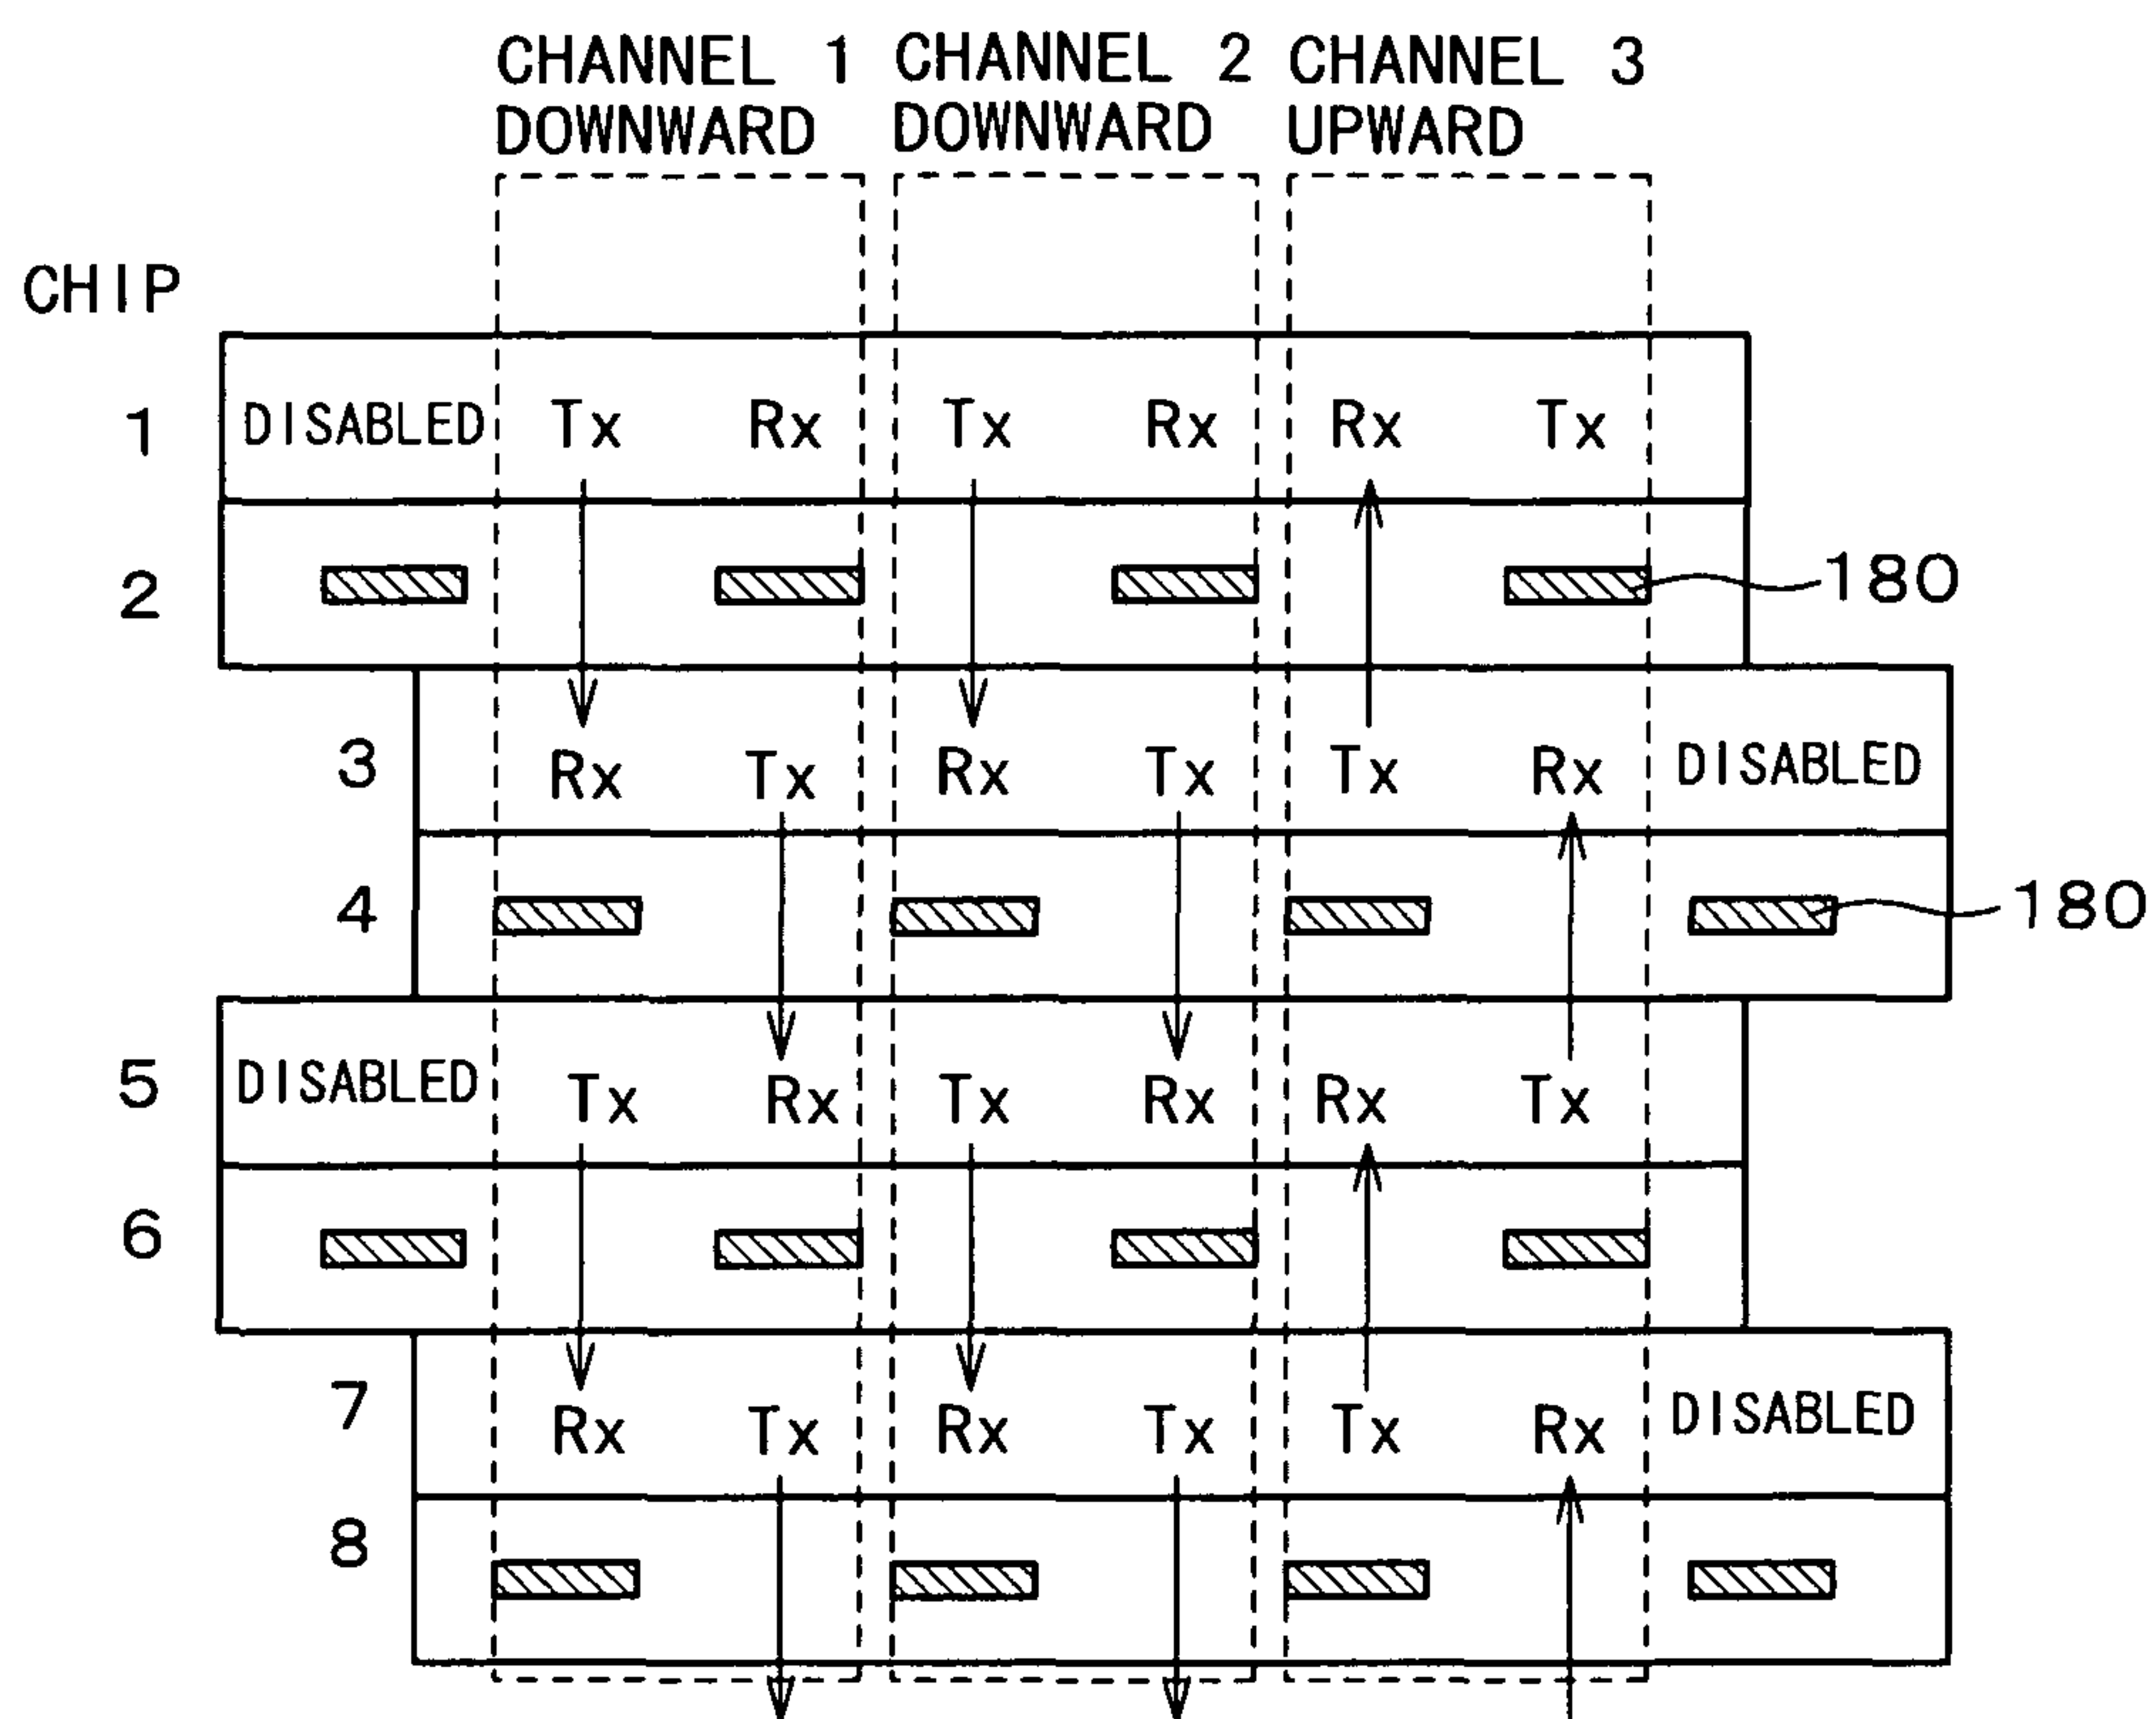 CHANNEL 1 CHANNEL 2 CHANNEL 3
DOWNWARD DOWNWARD UPWARD
CHIP
1 DISABLED Tx Rx Tx Rx Rx Tx
2 180
3 Rx Tx Rx Tx Tx Rx DISABLED
4 180
5 DISABLED Tx Rx Tx Rx Rx Tx
6
7 Rx Tx Rx Tx Tx Rx DISABLED
8